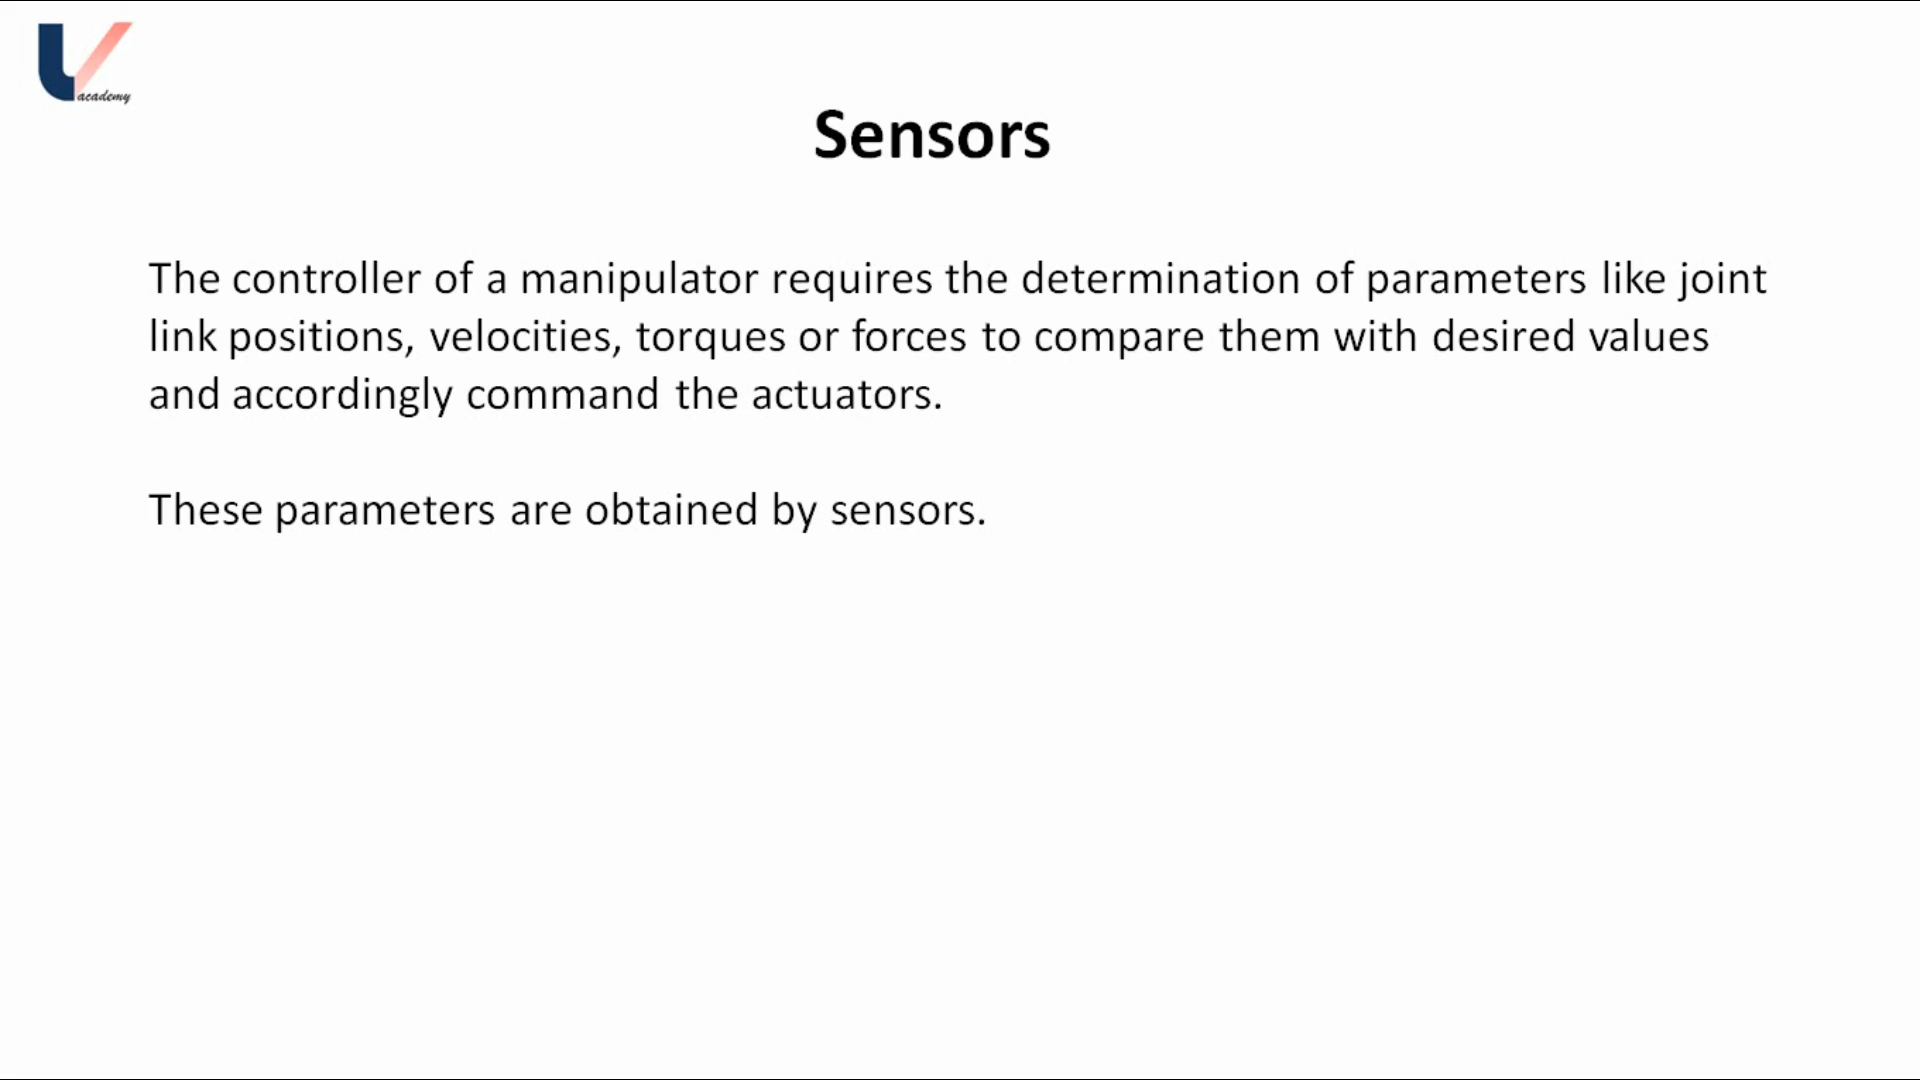 academy
Sensors
The controller of a manipulator requires the determination of parameters like joint
link positions, velocities, torques or forces to compare them with desired values
and accordingly command the actuators.
These parameters are obtained by sensors.